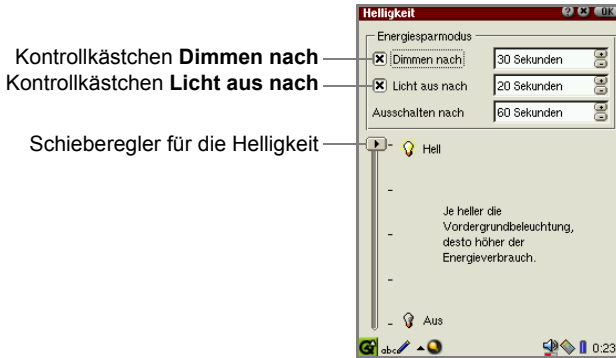 Helligkeit
OK
Energiesparmodus
Kontrollkästchen Dimmen nach
Dimmen nach
30 Sekunden
Kontrollkästchen Licht aus nach
Licht aus nach
20 Sekunden
Ausschalten nach
60 Sekunden
Schieberegler für die Helligkeit
Hell
Je heller die
Vordergrundbeleuchtung,
desto höher der
Energieverbrauch.
Aus
abc
0:23